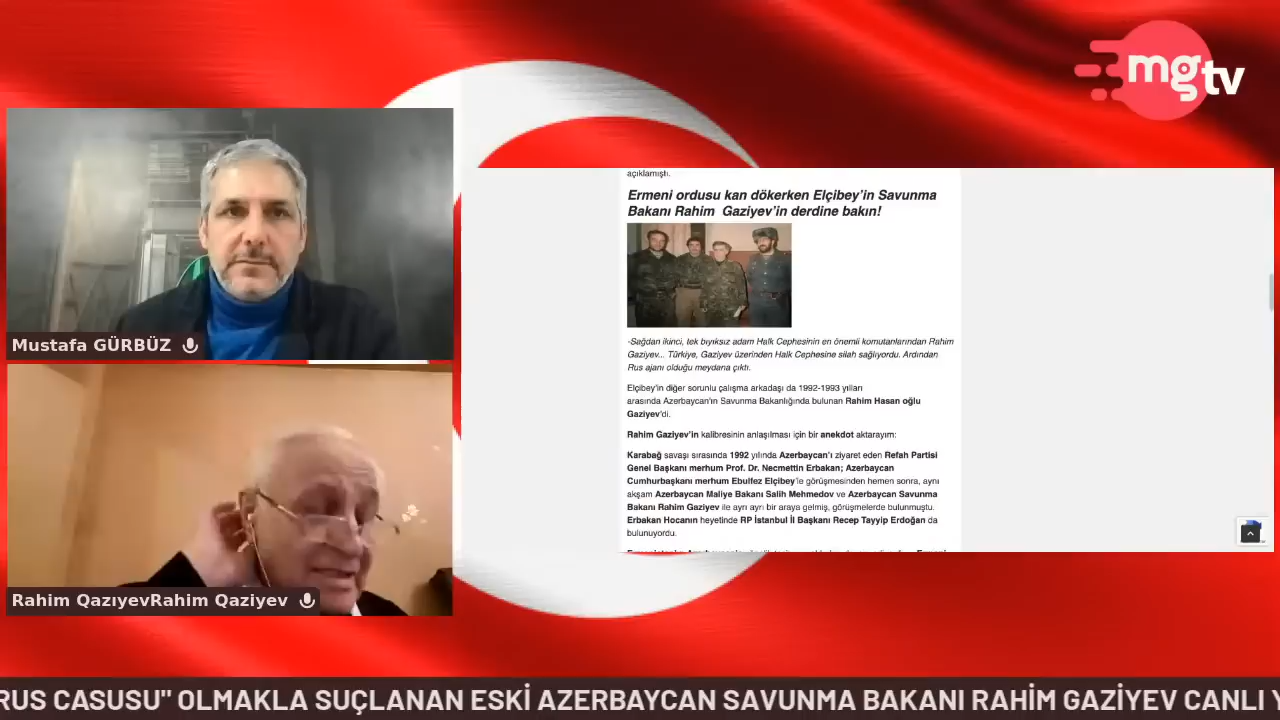 mg tv
Mustafa GÜRBÜZ
Rahim QazıyevRahim Qaziyev
açıklamıştı.
Ermeni ordusu kan dökerken Elçibey'in Savunma
Bakanı Rahim Gaziyev'in derdine bakın!
-Sağdan ikinci, tek bıyıksız adam Halk Cephesinin en önemli komutanlarından Rahim
Gaziyev... Türkiye, Gaziyev üzerinden Halk Cephesine silah sağlıyordu. Ardından
Rus ajanı olduğu meydana çıktı.
Elçibey'in diğer sorunlu çalışma arkadaşı da 1992-1993 yılları
arasında Azerbaycan'ın Savunma Bakanlığında bulunan Rahim Hasan oğlu
Gaziyev'di.
Rahim Gaziyev'in kalibresinin anlaşılması için bir anekdot aktarayım:
Karabağ savaşı sırasında 1992 yılında Azerbaycan'ı ziyaret eden Refah Partisi
Genel Başkanı merhum Prof. Dr. Necmettin Erbakan; Azerbaycan
Cumhurbaşkanı merhum Ebulfez Elçibey'le görüşmesinden hemen sonra, aynı
akşam Azerbaycan Maliye Bakanı Salih Mehmedov ve Azerbaycan Savunma
Bakanı Rahim Gaziyev ile ayrı ayrı bir araya gelmiş, görüşmelerde bulunmuştu.
Erbakan Hocanın heyetinde RP İstanbul İl Başkanı Recep Tayyip Erdoğan da
bulunuyordu.
RUS CASUSU" OLMAKLA SUÇLANAN ESKİ AZERBAYCAN SAVUNMA BAKANI RAHİM GAZİYEV CANLI Y